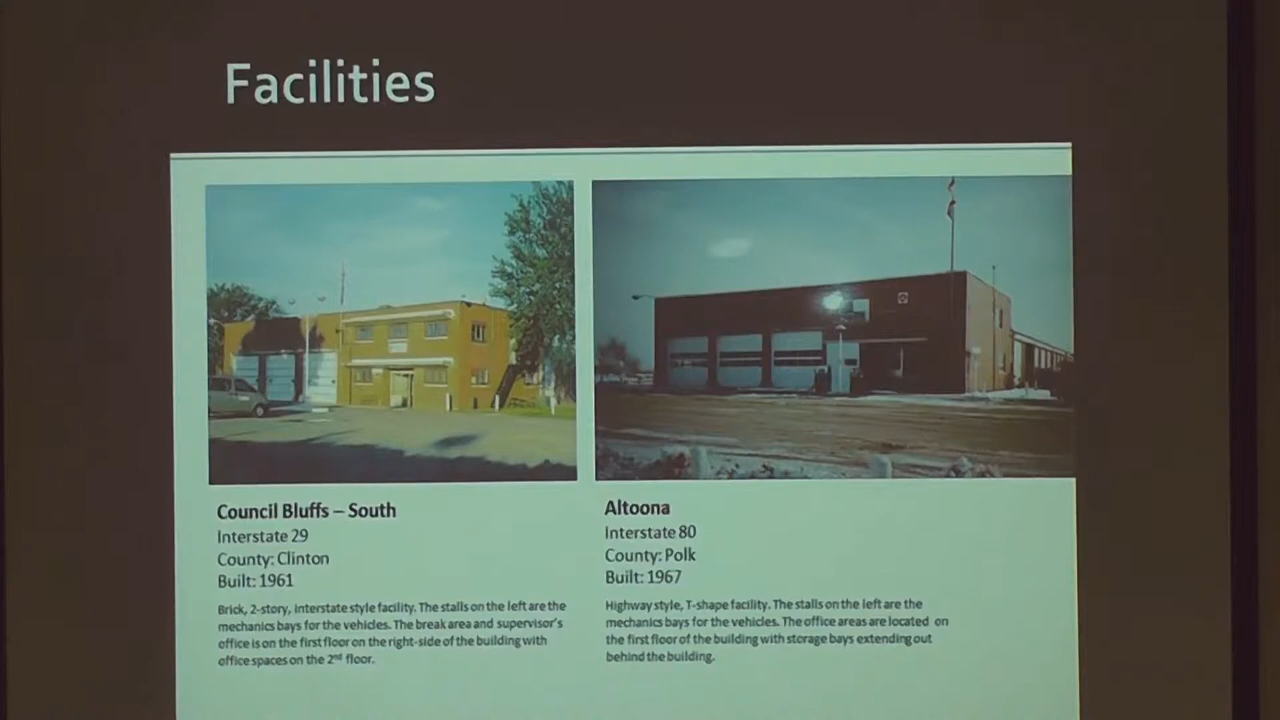 Facilities
Council Bluffs – South
Interstate 29
County: Clinton
Built: 1961
Brick, 2-story, interstate style facility. The stalls on the left are the
mechanics bays for the vehicles. The break area and supervisor's
office is on the first floor on the right-side of the building with
office spaces on the 2nd floor.
Altoona
Interstate 80
County: Polk
Built: 1967
Highway style, T-shape facility. The stalls on the left are the
mechanics bays for the vehicles. The office areas are located on
the first floor of the building with storage bays extending out
behind the building.